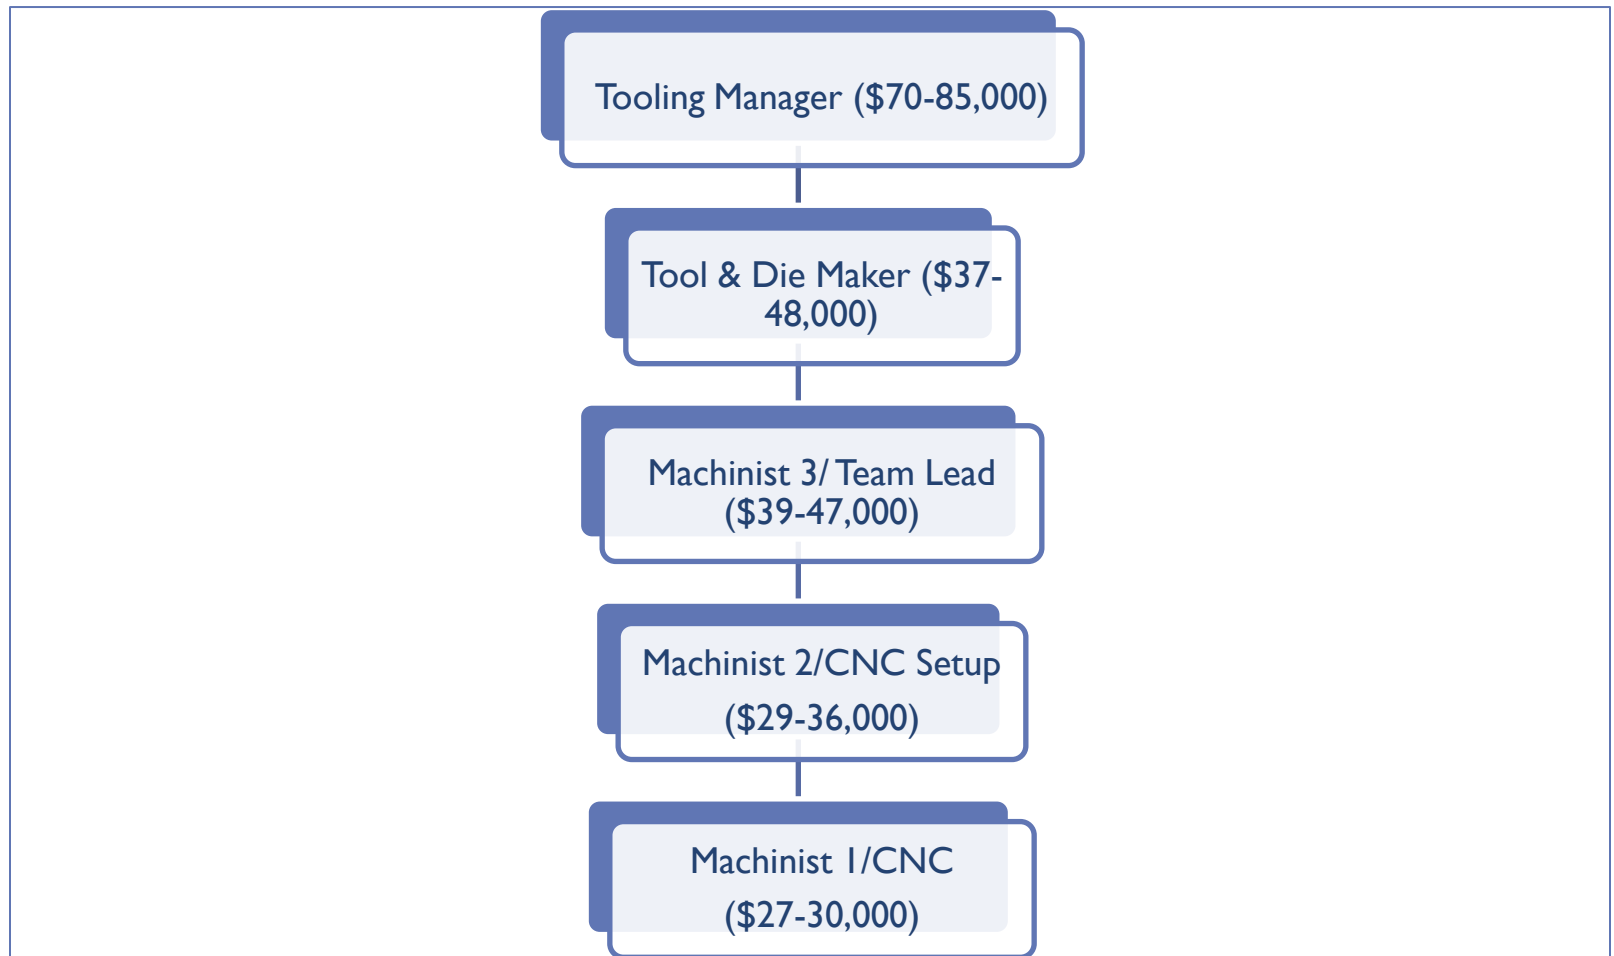 Tooling Manager ($70-85,000)
Tool & Die Maker ($37-
48,000)
Machinist 3/ Team Lead
($39-47,000)
Machinist 2/CNC Setup
($29-36,000)
Machinist 1/CNC
($27-30,000)